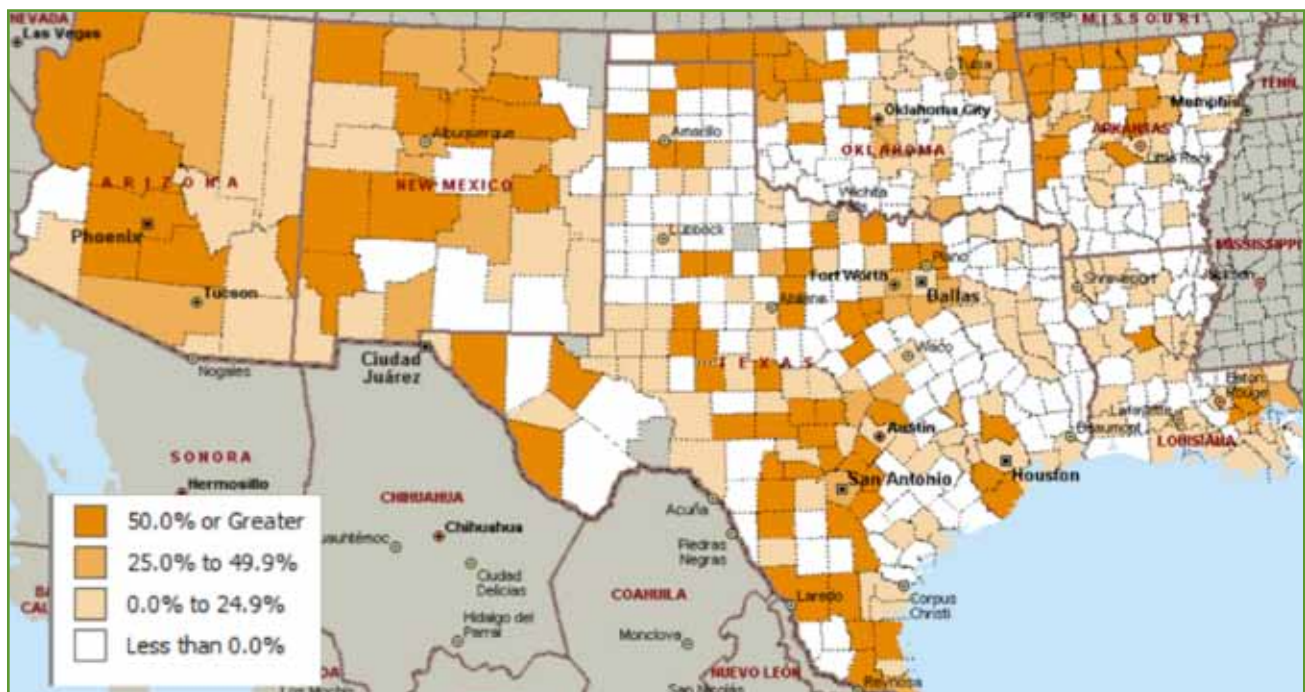 NEVADA
Las Vegas
MISSOURI
TENN.
Tulsa
Memphis
Oklahoma City
Albuquerque
Amarillo
ARKANSAS
Little Rock
OKLAHOMA
ARIZONA
NEW MEXICO
Wichita
Falls
Phoenix
Lubbock
MISSISSIPPI
Plano
Shreveport
Jackson
Fort Worth
Dallas
Tucson
Abilene
Ciudad
Juárez
Waco
TEXAS
Nogales
Baton
Rouge
Lafayette
Austin
Beaumont
LOUISIANA
SONORA
Houston
Hermosillo
San Antonio
CHIHUAHUA
Acuña
50.0% or Greater
Chihuahua
25.0% to 49.9%
uauhtémoc
Piedras
Negras
Ciudad
Delicias
0.0% to 24.9%
COAHUILA
Laredo
Corpus
Christi
Hidalgo del
Parral
Monclova
Less than 0.0%
NUEVO LEÓN
Reynosa